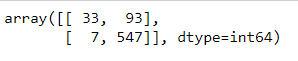 array([[ 33,  93],
       [  7, 547]], dtype=int64)